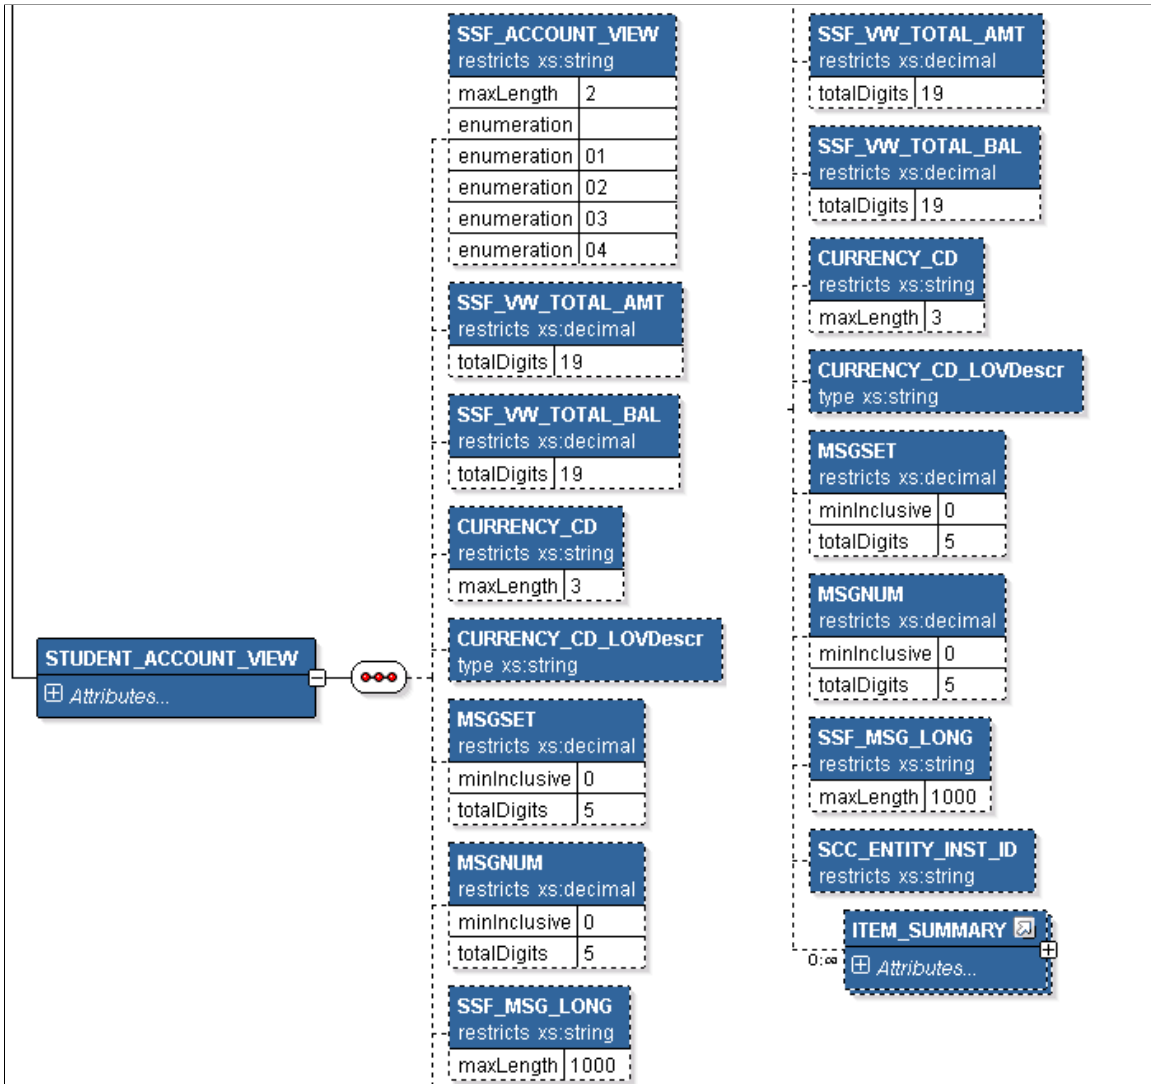 STUDENT_ACCOUNT_VIEW
Attributes...
SSF_ACCOUNT_VIEW
restricts xs:string
maxLength 2
enumeration
enumeration 01
enumeration 02
enumeration 03
enumeration 04
SSF_VW_TOTAL_AMT
restricts xs:decimal
totalDigits 19
SSF_VW_TOTAL_BAL
restricts xs:decimal
totalDigits 19
CURRENCY_CD
restricts xs:string
maxLength 3
CURRENCY_CD_LOVDescr
type xs:string
MSGSET
restricts xs:decimal
minInclusive 0
totalDigits 5
MSGNUM
restricts xs:decimal
minInclusive 0
totalDigits 5
SSF_MSG_LONG
restricts xs:string
maxLength 1000
SSF_VW_TOTAL_AMT
restricts xs:decimal
totalDigits 19
SSF_VW_TOTAL_BAL
restricts xs:decimal
totalDigits 19
CURRENCY_CD
restricts xs:string
maxLength 3
CURRENCY_CD_LOVDescr
type xs:string
MSGSET
restricts xs:decimal
minInclusive 0
totalDigits 5
MSGNUM
restricts xs:decimal
minInclusive 0
totalDigits 5
SSF_MSG_LONG
restricts xs:string
maxLength 1000
SCC_ENTITY_INST_ID
restricts xs:string
ITEM_SUMMARY
0:∞
Attributes...